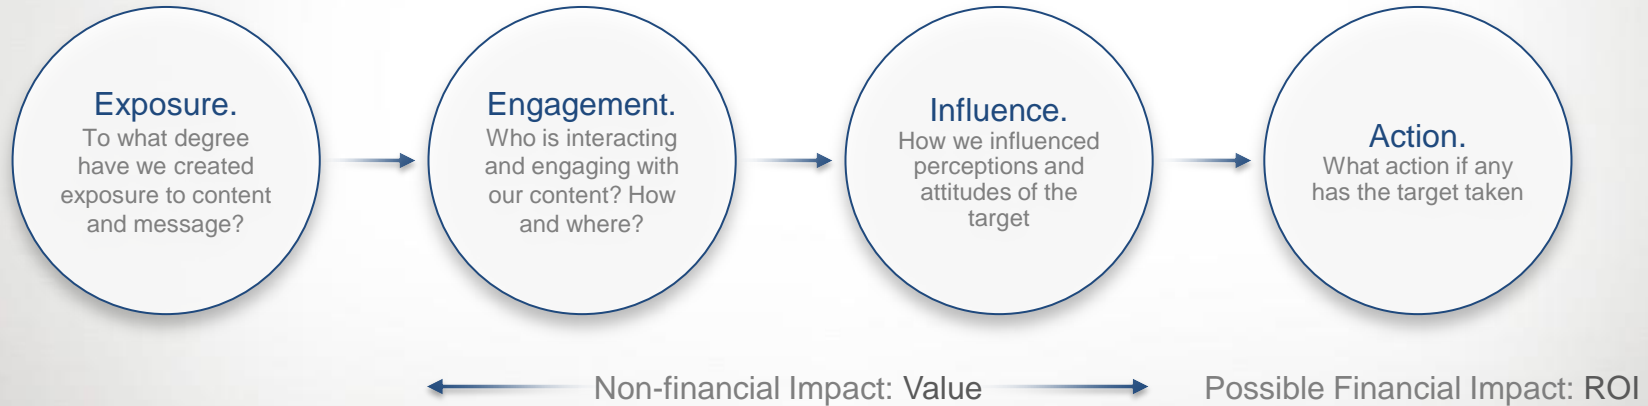 Exposure.
To what degree
have we created
exposure to content
and message?
Engagement.
Who is interacting
and engaging with
our content? How
and where?
Influence.
How we influenced
perceptions and
attitudes of the
target
Action.
What action if any
has the target taken
Non-financial Impact: Value
Possible Financial Impact: ROI